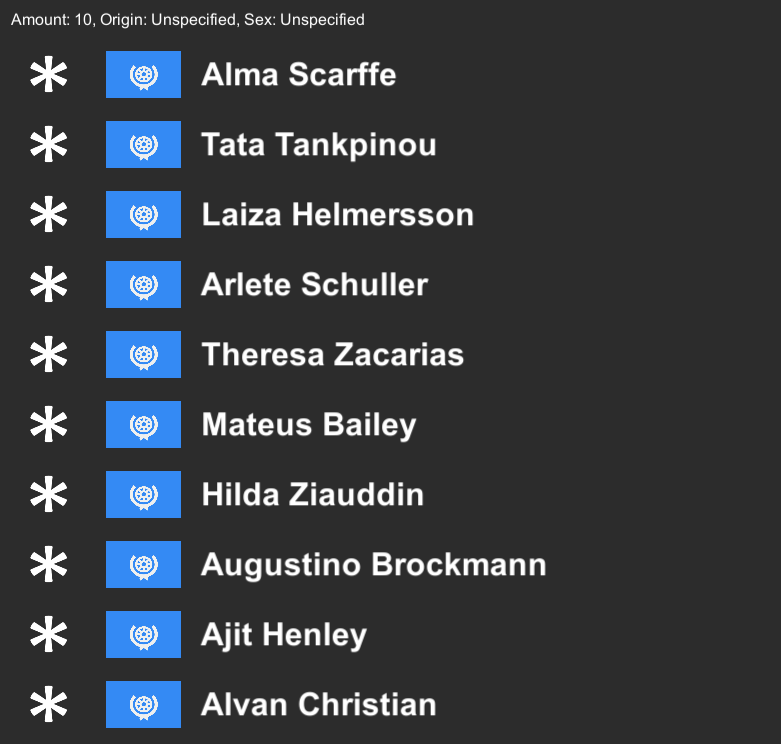 Amount: 10, Origin: Unspecified, Sex: Unspecified
Alma Scarffe
Tata Tankpinou
Laiza Helmersson
Arlete Schuller
Theresa Zacarias
Mateus Bailey
Hilda Ziauddin
Augustino Brockmann
Ajit Henley
Alvan Christian